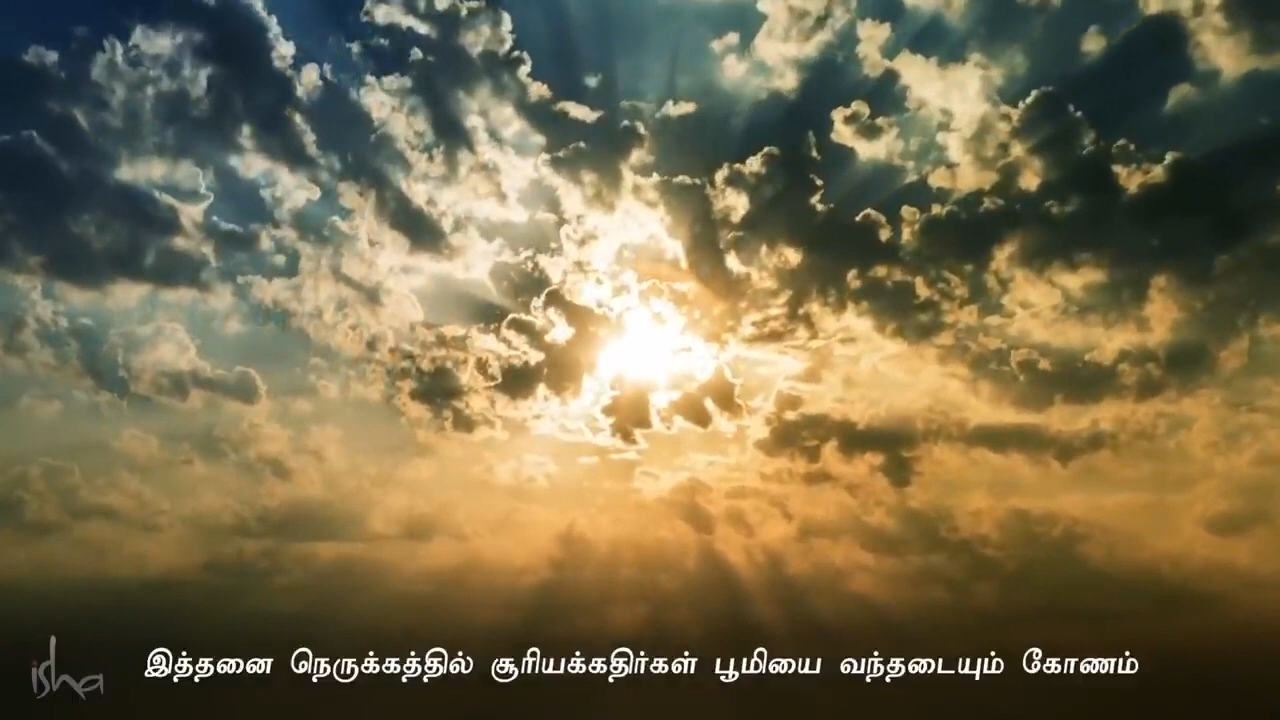 isha
இத்தனை நெருக்கத்தில் சூரியக்கதிர்கள் பூமியை வந்தடையும் கோணம்